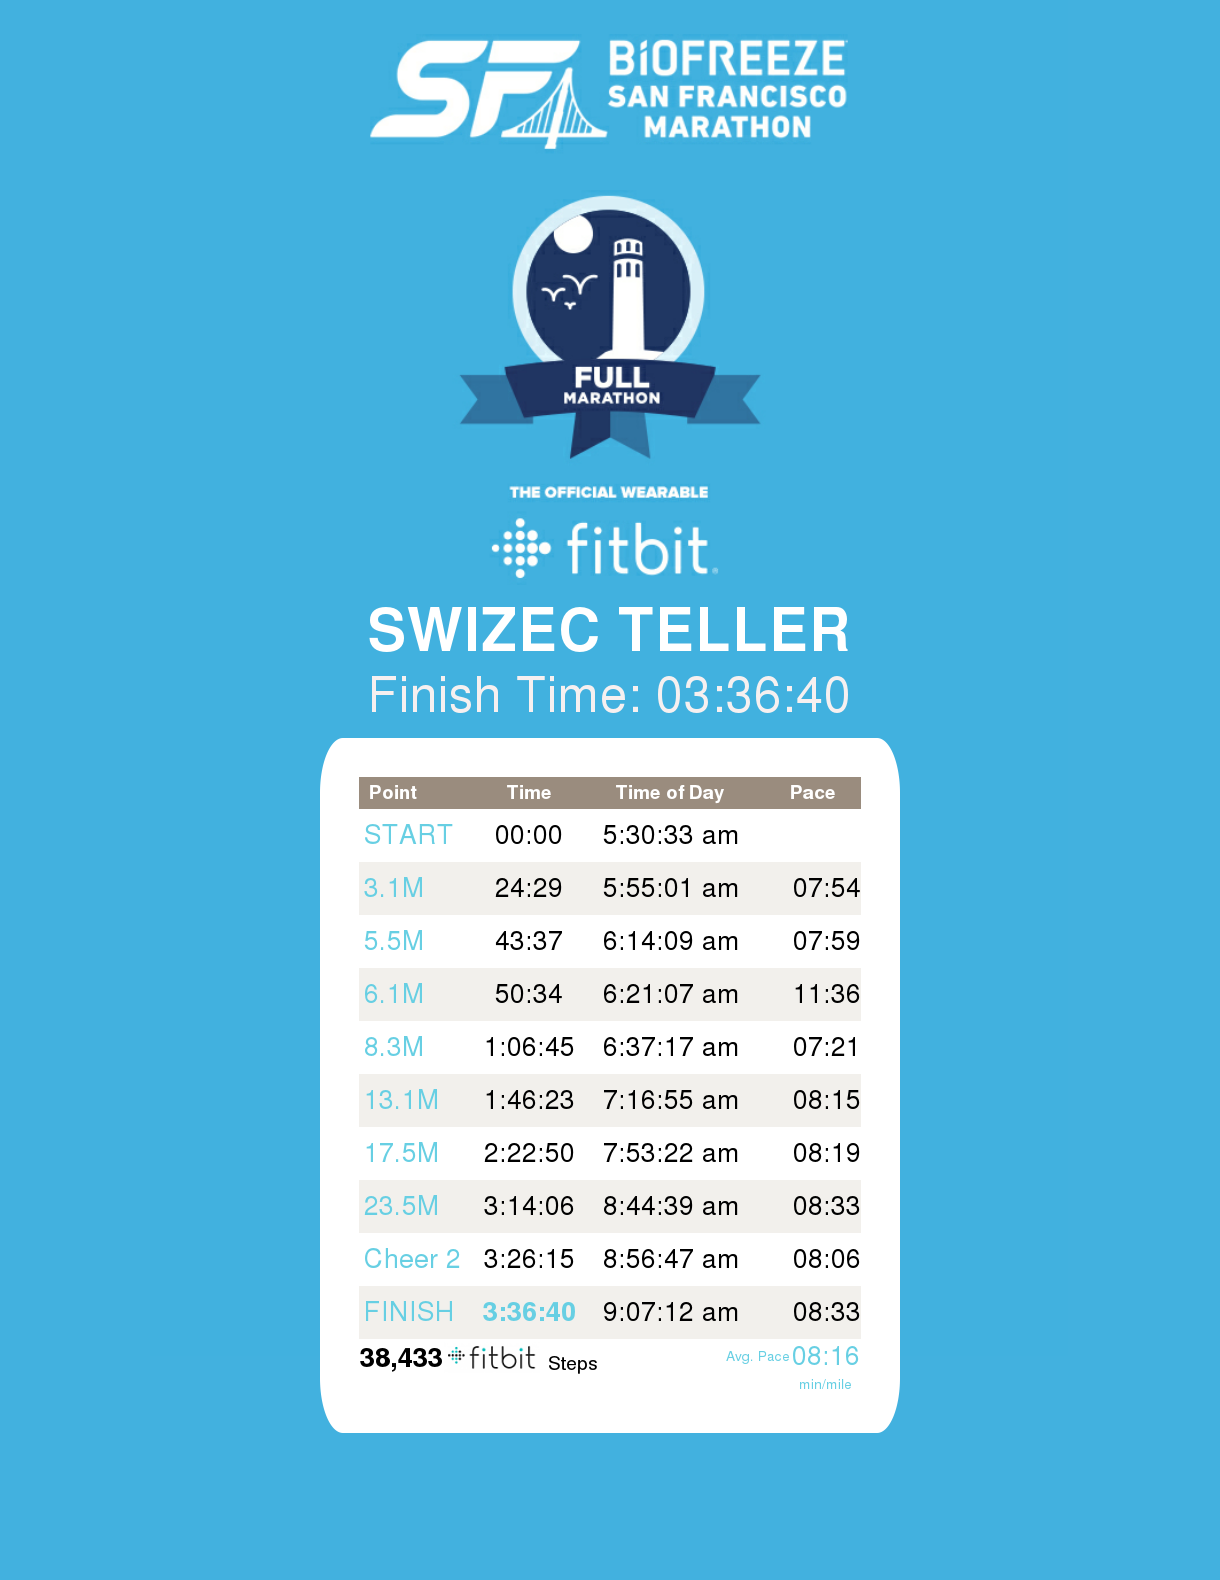 SF
BiOFREEZE
SAN FRANCISCO
MARATHON
FULL
MARATHON
THE OFFICIAL WEARABLE
fitbit®
SWIZEC TELLER
Finish Time: 03:36:40
Point Time Time of Day Pace
START 00:00 5:30:33 am
3.1M 24:29 5:55:01 am 07:54
5.5M 43:37 6:14:09 am 07:59
6.1M 50:34 6:21:07 am 11:36
8.3M 1:06:45 6:37:17 am 07:21
13.1M 1:46:23 7:16:55 am 08:15
17.5M 2:22:50 7:53:22 am 08:19
23.5M 3:14:06 8:44:39 am 08:33
Cheer 2 3:26:15 8:56:47 am 08:06
FINISH 3:36:40 9:07:12 am 08:33
38,433 fitbit Steps Avg. Pace 08:16
min/mile